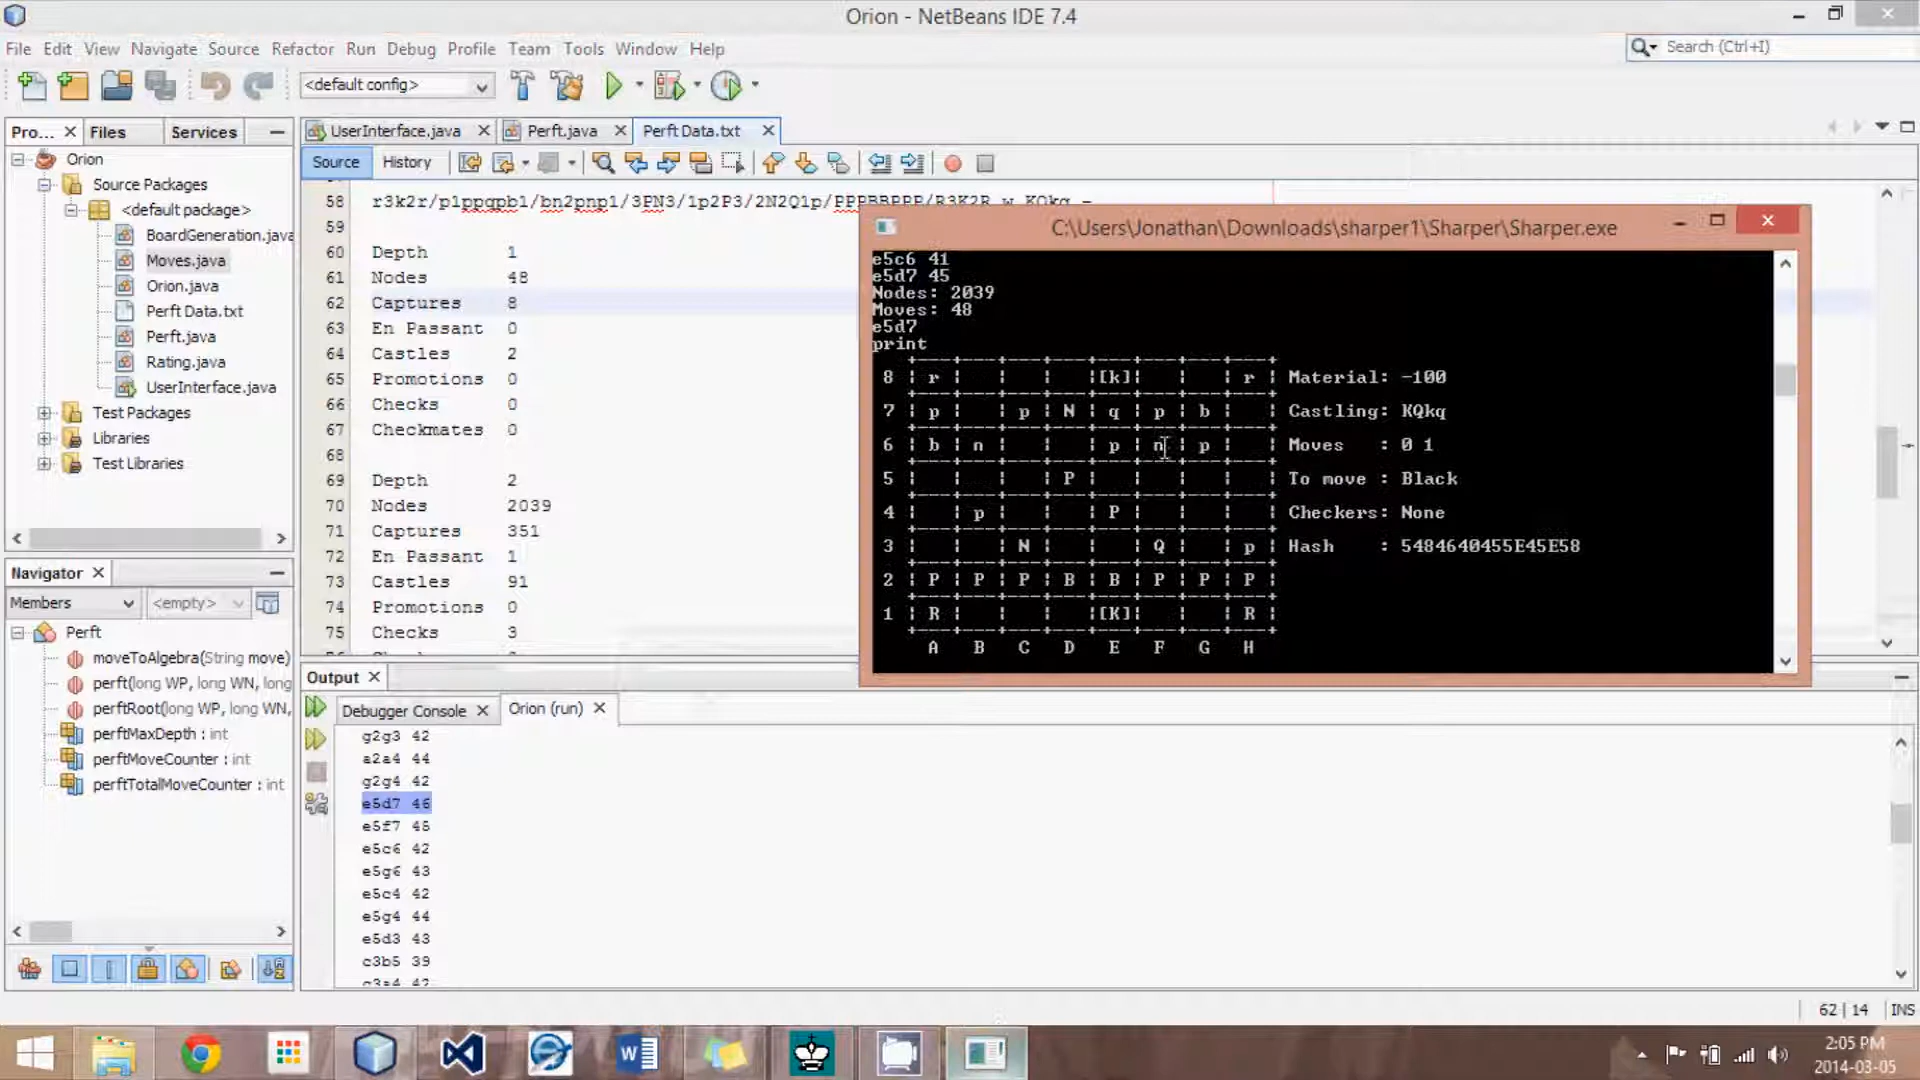 Orion - NetBeans IDE 7.4
File Edit View Navigate Source Refactor Run Debug Profile Team Tools Window Help
Search (Ctrl+I)
<default config>
Pro... Files Services
UserInterface.java Perft.java Perft Data.txt
Source History
Orion
Source Packages
<default package>
BoardGeneration.java
Moves.java
Orion.java
Perft Data.txt
Perft.java
Rating.java
UserInterface.java
Test Packages
Libraries
Test Libraries
58 r3k2r/p1ppqpb1/bn2pnp1/3PN3/1p2P3/2N2Q1p/PPPBBPPP/R3K2R w KQkq -
59
60 Depth 1
61 Nodes 48
62 Captures 8
63 En Passant 0
64 Castles 2
65 Promotions 0
66 Checks 0
67 Checkmates 0
68
69 Depth 2
70 Nodes 2039
71 Captures 351
72 En Passant 1
73 Castles 91
74 Promotions 0
75 Checks 3
C:\Users\Jonathan\Downloads\sharper1\Sharper\Sharper.exe
e5c6 41
e5d7 45
Nodes: 2039
Moves: 48
e5d7
print
8 r [k] r Material: -100
7 p p N q p b Castling: KQkq
6 b n p n p Moves : 0 1
5 P To move : Black
4 p P Checkers: None
3 N Q p Hash : 5484640455E45E58
2 P P P B B P P P
1 R [K] R
A B C D E F G H
Navigator
Members <empty>
Perft
moveToAlgebra(String move)
perft(long WP, long WN, long
perftRoot(long WP, long WN,
perftMaxDepth : int
perftMoveCounter : int
perftTotalMoveCounter : int
Output
Debugger Console Orion (run)
g2g3 42
a2a4 44
g2g4 42
e5d7 46
e5f7 45
e5c6 42
e5g6 43
e5c4 42
e5g4 44
e5d3 43
c3b5 39
c3a4 42
62 | 14 INS
2:05 PM
2014-03-05